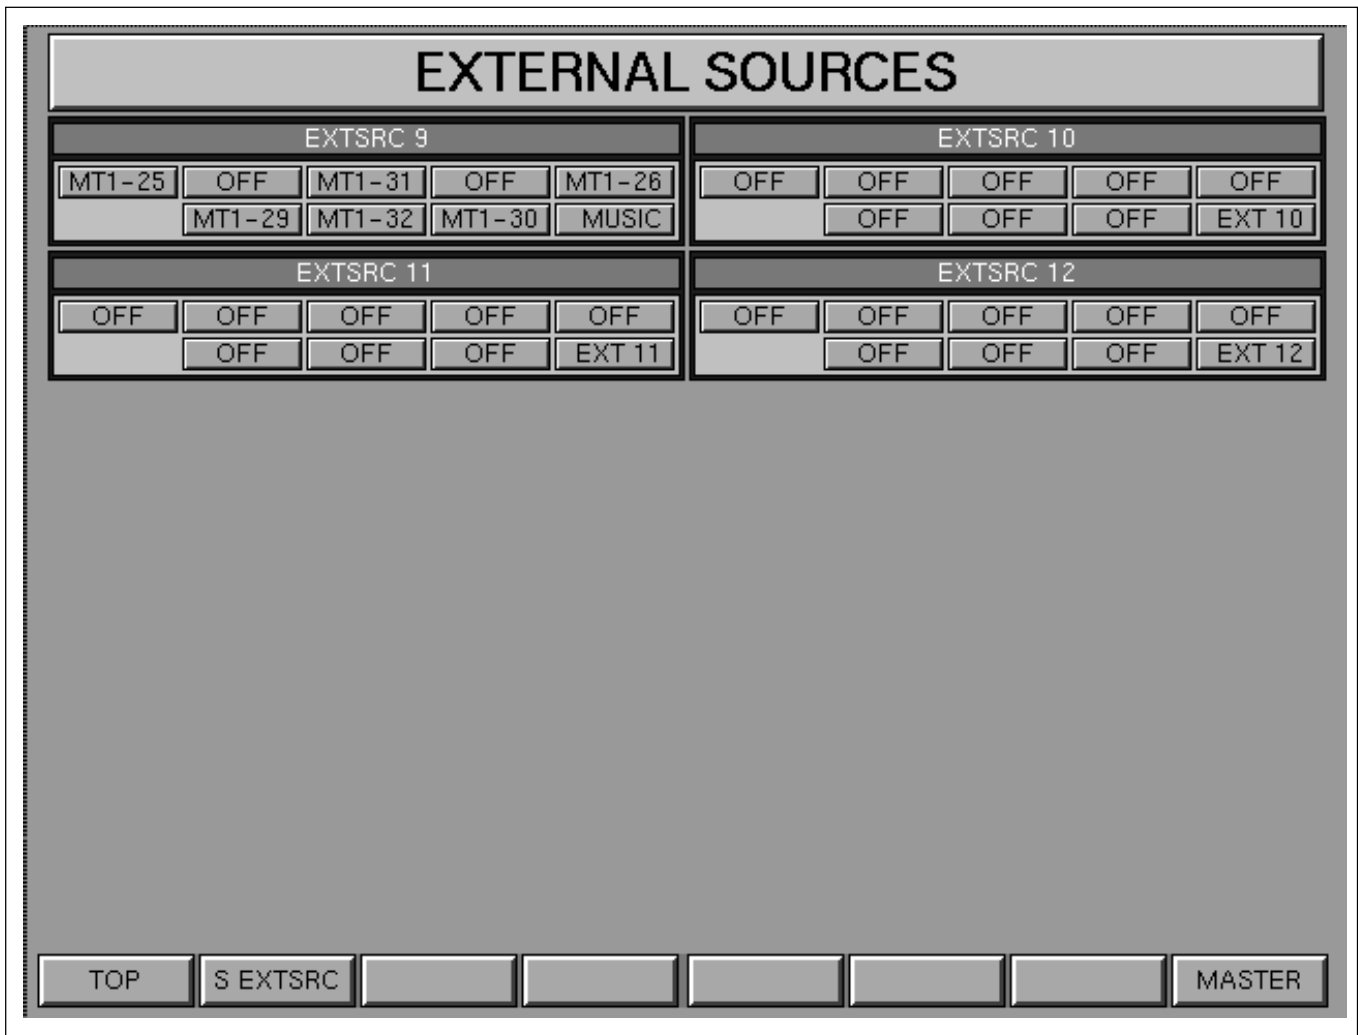 EXTERNAL SOURCES
EXTSRC 9
MT1-25 OFF MT1-31 OFF MT1-26
MT1-29 MT1-32 MT1-30 MUSIC
EXTSRC 10
OFF OFF OFF OFF OFF
OFF OFF OFF EXT 10
EXTSRC 11
OFF OFF OFF OFF OFF
OFF OFF OFF EXT 11
EXTSRC 12
OFF OFF OFF OFF OFF
OFF OFF OFF EXT 12
TOP S EXTSRC MASTER